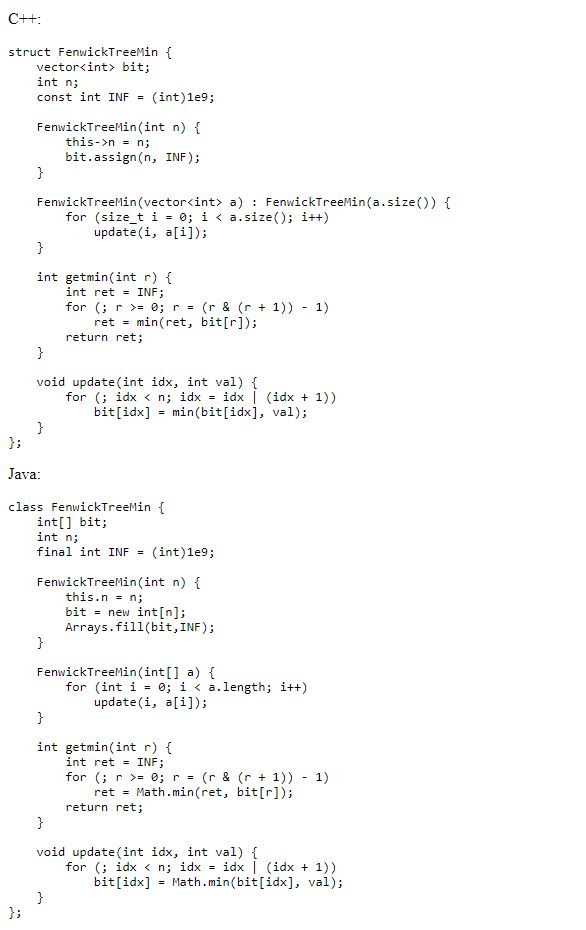 C++:
struct FenwickTreeMin {
    vector<int> bit;
    int n;
    const int INF = (int)1e9;

    FenwickTreeMin(int n) {
        this->n = n;
        bit.assign(n, INF);
    }

    FenwickTreeMin(vector<int> a) : FenwickTreeMin(a.size()) {
        for (size_t i = 0; i < a.size(); i++)
            update(i, a[i]);
    }

    int getmin(int r) {
        int ret = INF;
        for (; r >= 0; r = (r & (r + 1)) - 1)
            ret = min(ret, bit[r]);
        return ret;
    }

    void update(int idx, int val) {
        for (; idx < n; idx = idx | (idx + 1))
            bit[idx] = min(bit[idx], val);
    }
};
Java:
class FenwickTreeMin {
    int[] bit;
    int n;
    final int INF = (int)1e9;

    FenwickTreeMin(int n) {
        this.n = n;
        bit = new int[n];
        Arrays.fill(bit,INF);
    }

    FenwickTreeMin(int[] a) {
        for (int i = 0; i < a.length; i++)
            update(i, a[i]);
    }

    int getmin(int r) {
        int ret = INF;
        for (; r >= 0; r = (r & (r + 1)) - 1)
            ret = Math.min(ret, bit[r]);
        return ret;
    }

    void update(int idx, int val) {
        for (; idx < n; idx = idx | (idx + 1))
            bit[idx] = Math.min(bit[idx], val);
    }
};